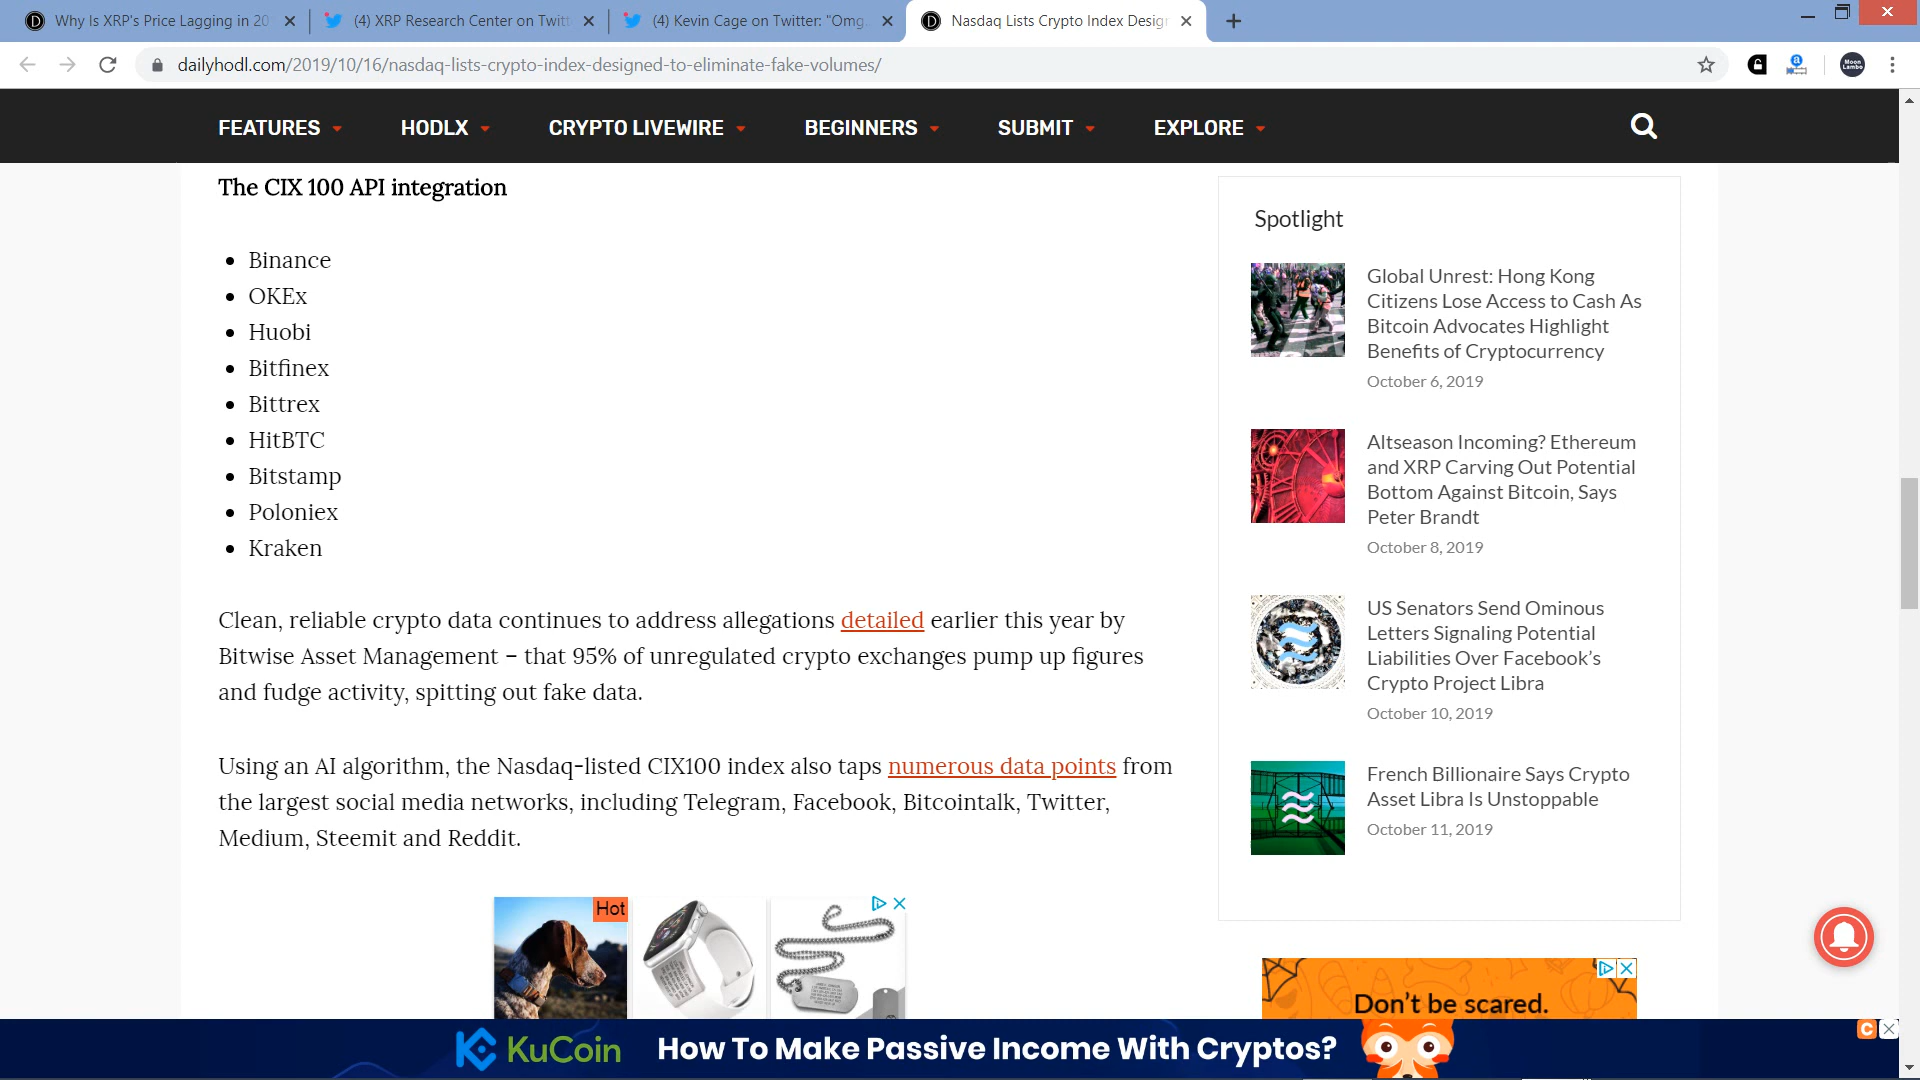 Why Is XRP's Price Lagging in 20
(4) XRP Research Center on Twitt
(4) Kevin Cage on Twitter: "Omg
Nasdaq Lists Crypto Index Design
dailyhodl.com/2019/10/16/nasdaq-lists-crypto-index-designed-to-eliminate-fake-volumes/
Moon
Lambo
FEATURES
HODLX
CRYPTO LIVEWIRE
BEGINNERS
SUBMIT
EXPLORE
The CIX 100 API integration
Binance
OKEx
Huobi
Bitfinex
Bittrex
HitBTC
Bitstamp
Poloniex
Kraken
Clean, reliable crypto data continues to address allegations detailed earlier this year by
Bitwise Asset Management – that 95% of unregulated crypto exchanges pump up figures
and fudge activity, spitting out fake data.
Using an AI algorithm, the Nasdaq-listed CIX100 index also taps numerous data points from
the largest social media networks, including Telegram, Facebook, Bitcointalk, Twitter,
Medium, Steemit and Reddit.
Hot
Spotlight
Global Unrest: Hong Kong
Citizens Lose Access to Cash As
Bitcoin Advocates Highlight
Benefits of Cryptocurrency
October 6, 2019
Altseason Incoming? Ethereum
and XRP Carving Out Potential
Bottom Against Bitcoin, Says
Peter Brandt
October 8, 2019
US Senators Send Ominous
Letters Signaling Potential
Liabilities Over Facebook's
Crypto Project Libra
October 10, 2019
French Billionaire Says Crypto
Asset Libra Is Unstoppable
October 11, 2019
Don't be scared.
KuCoin How To Make Passive Income With Cryptos?